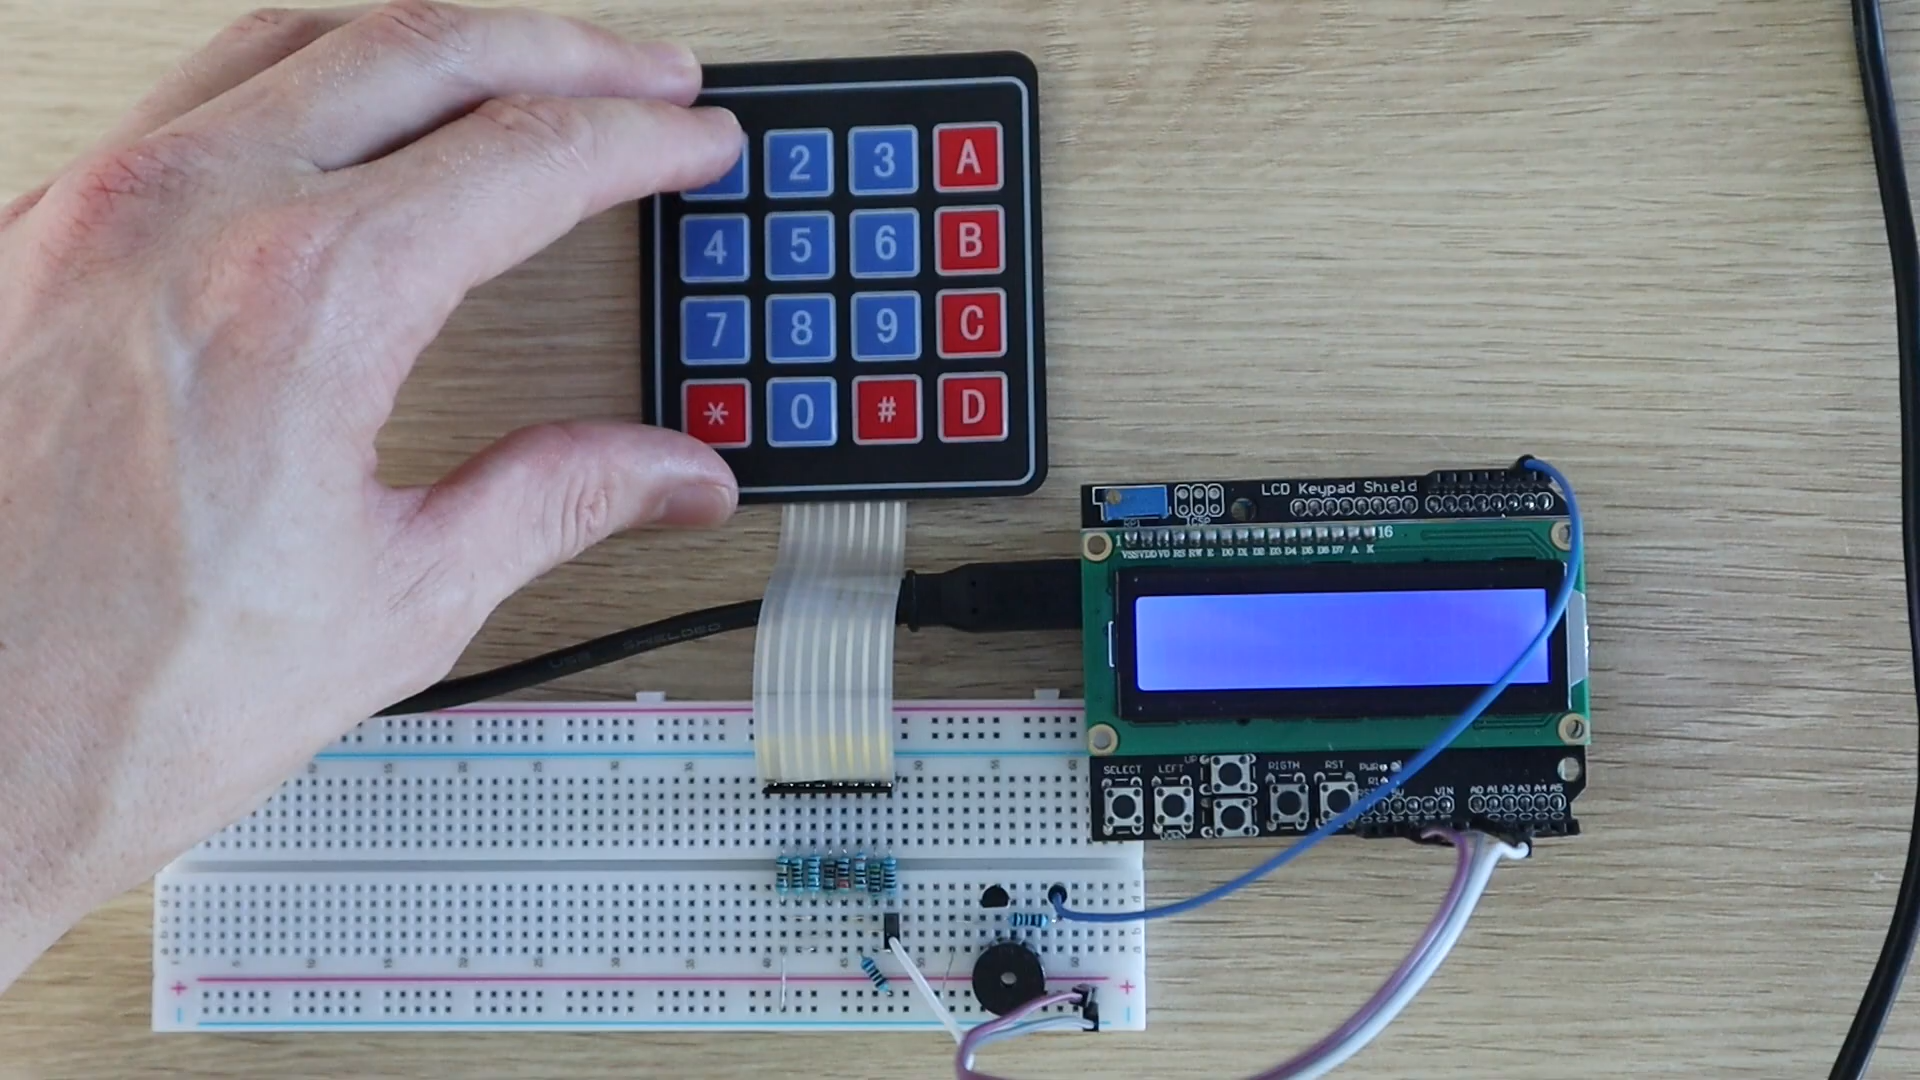 2 3 A
4 5 6 B
7 8 9 C
* 0 # D
LCD Keypad Shield
ICSP
1 16
VSS VDD V0 RS RW E D0 D1 D2 D3 D4 D5 D6 D7 A K
USB SHIELDED
SELECT LEFT UP RIGTH RST
VIN A0 A1 A2 A3 A4 A5
+ +
- -